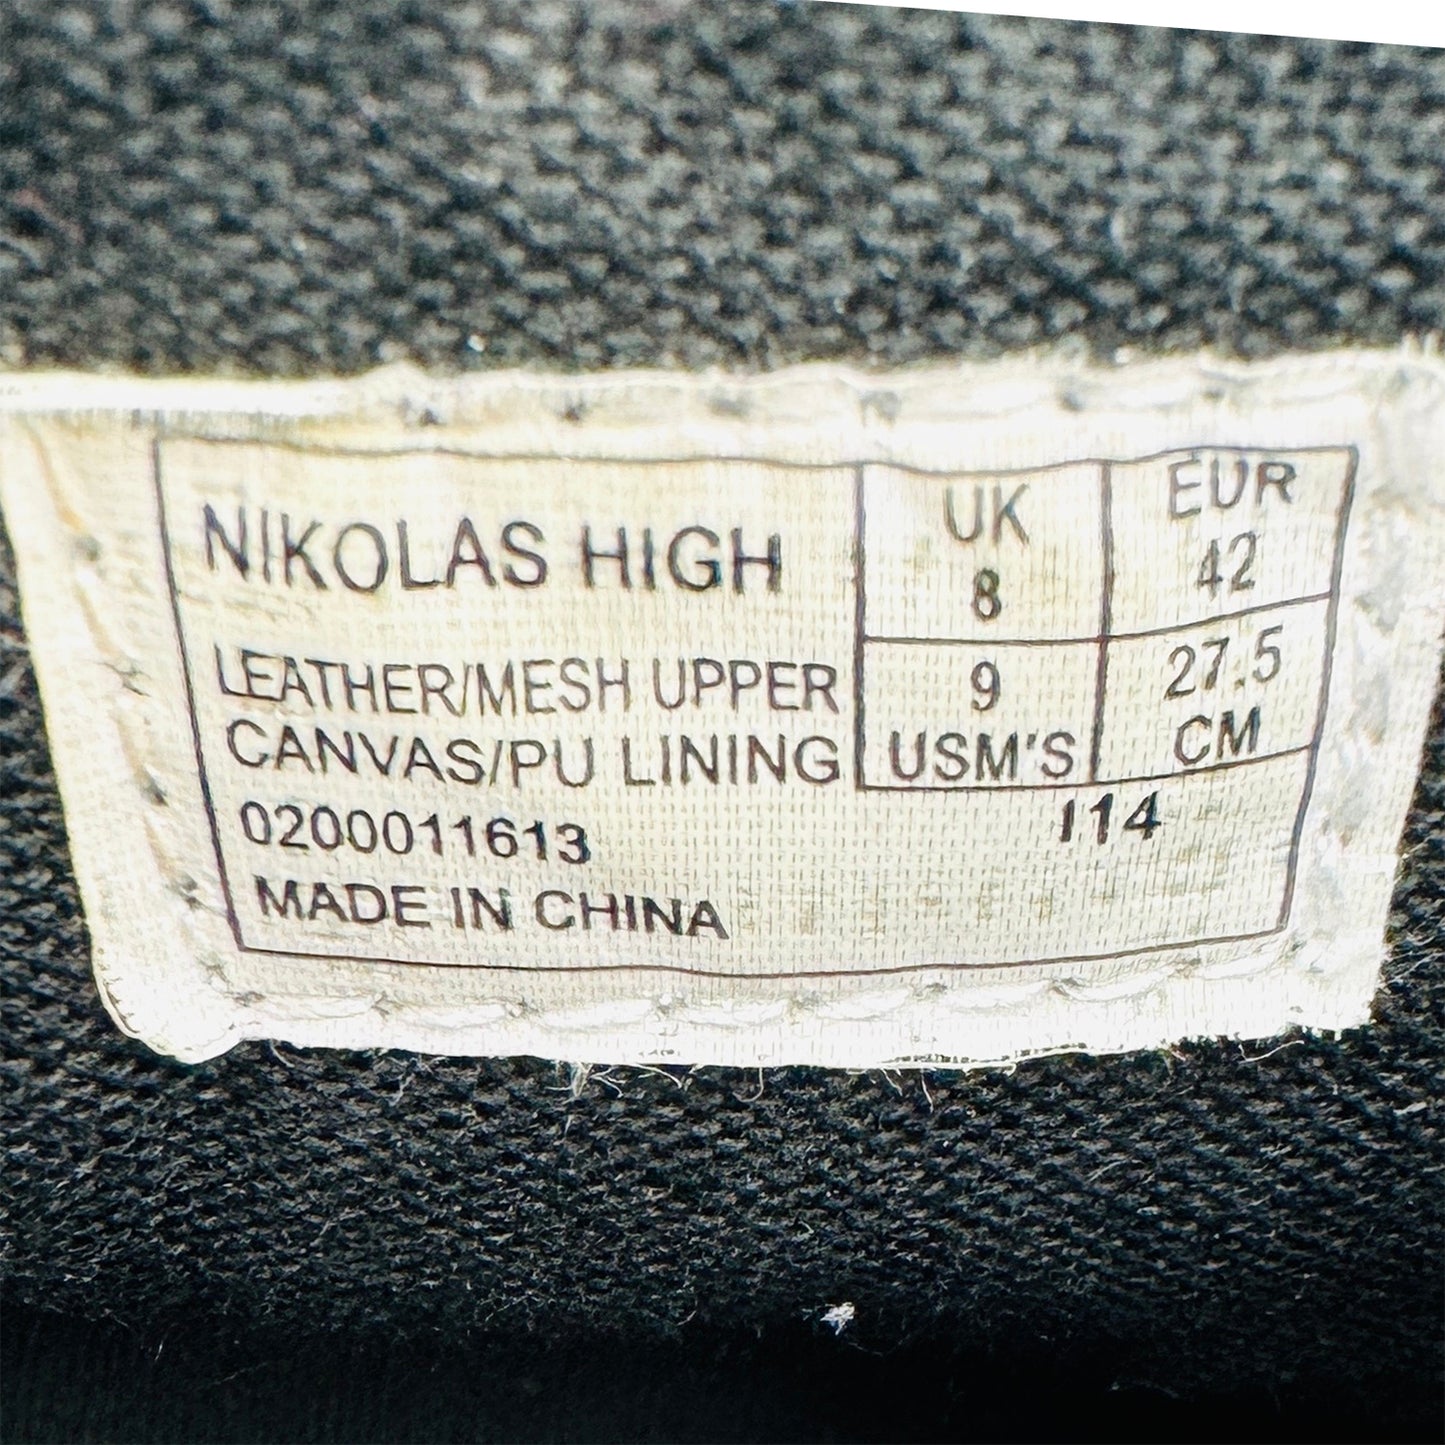 NIKOLAS HIGH
LEATHER/MESH UPPER
CANVAS/PU LINING
0200011613
MADE IN CHINA
UK
8
EUR
42
9
USM'S
27.5
CM
114